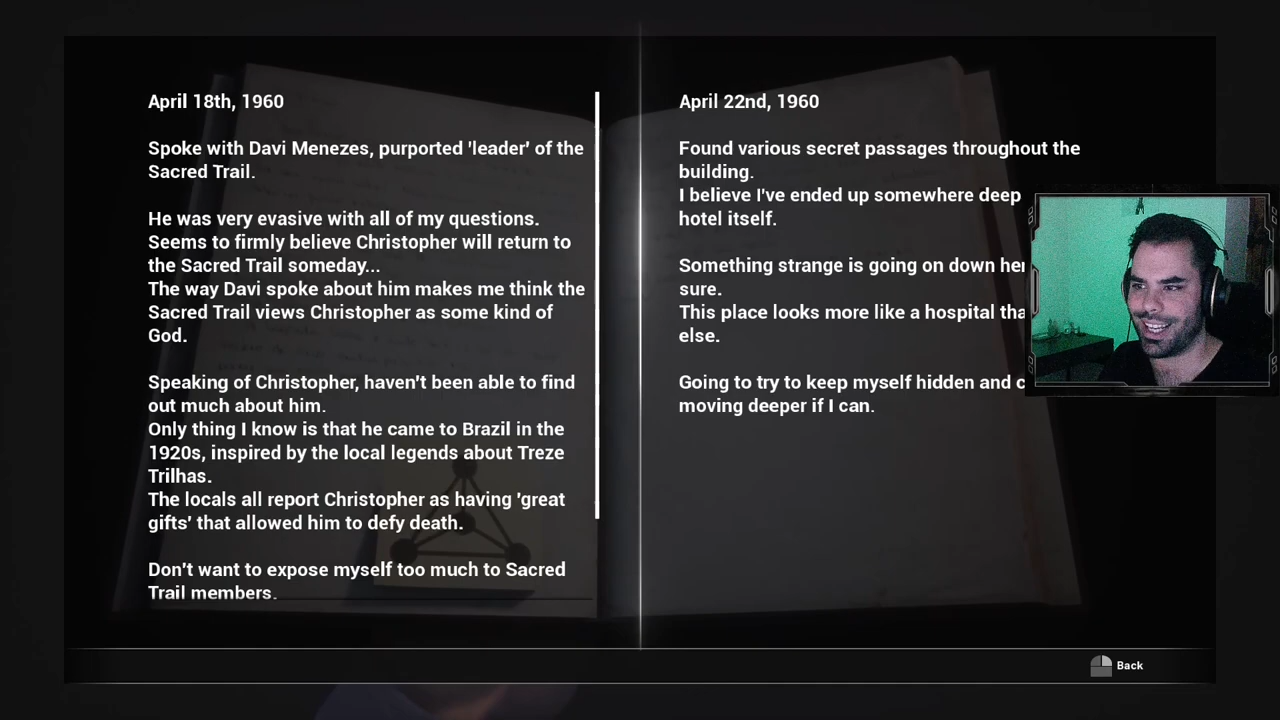 April 18th, 1960
Spoke with Davi Menezes, purported 'leader' of the
Sacred Trail.
He was very evasive with all of my questions.
Seems to firmly believe Christopher will return to
the Sacred Trail someday...
The way Davi spoke about him makes me think the
Sacred Trail views Christopher as some kind of
God.
Speaking of Christopher, haven't been able to find
out much about him.
Only thing I know is that he came to Brazil in the
1920s, inspired by the local legends about Treze
Trilhas.
The locals all report Christopher as having 'great
gifts' that allowed him to defy death.
Don't want to expose myself too much to Sacred
Trail members.
April 22nd, 1960
Found various secret passages throughout the
building.
I believe I've ended up somewhere deep
hotel itself.
Something strange is going on down
sure.
This place looks more like a hospital
else.
Going to try to keep myself hidden and
moving deeper if I can.
Back